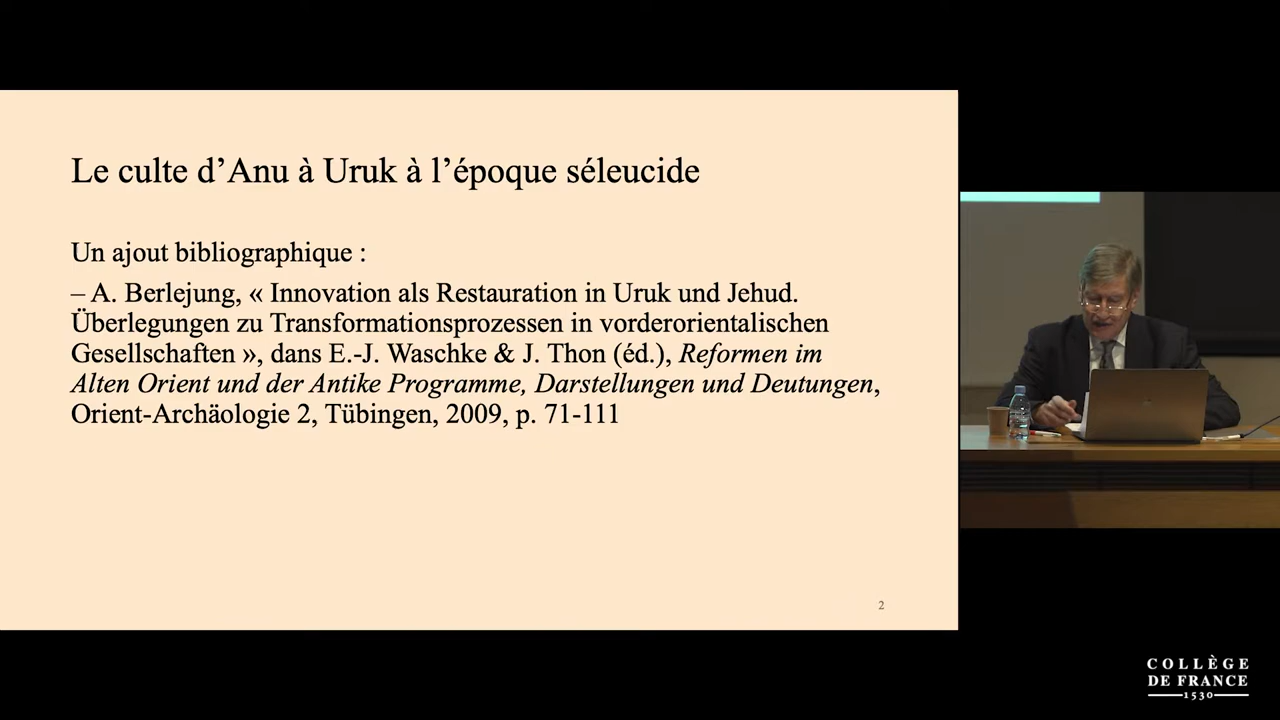 Le culte d’Anu à Uruk à l’époque séleucide
Un ajout bibliographique :
– A. Berlejung, « Innovation als Restauration in Uruk und Jehud.
Überlegungen zu Transformationsprozessen in vorderorientalischen
Gesellschaften », dans E.-J. Waschke & J. Thon (éd.), Reformen im
Alten Orient und der Antike Programme, Darstellungen und Deutungen,
Orient-Archäologie 2, Tübingen, 2009, p. 71-111
2
COLLÈGE
DE FRANCE
1530